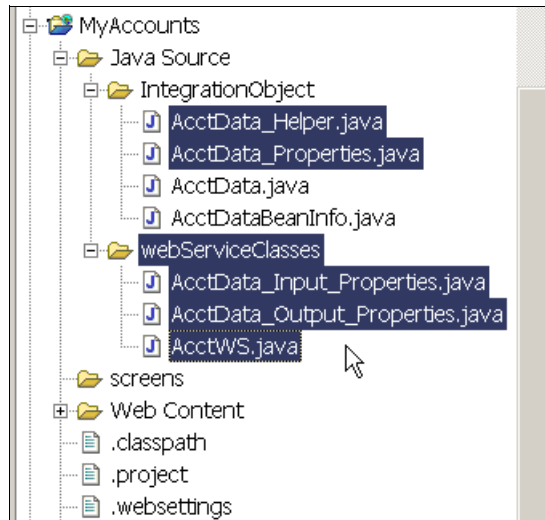 MyAccounts
Java Source
IntegrationObject
AcctData_Helper.java
AcctData_Properties.java
AcctData.java
AcctDataBeanInfo.java
webServiceClasses
AcctData_Input_Properties.java
AcctData_Output_Properties.java
AcctWS.java
screens
Web Content
.classpath
.project
.websettings